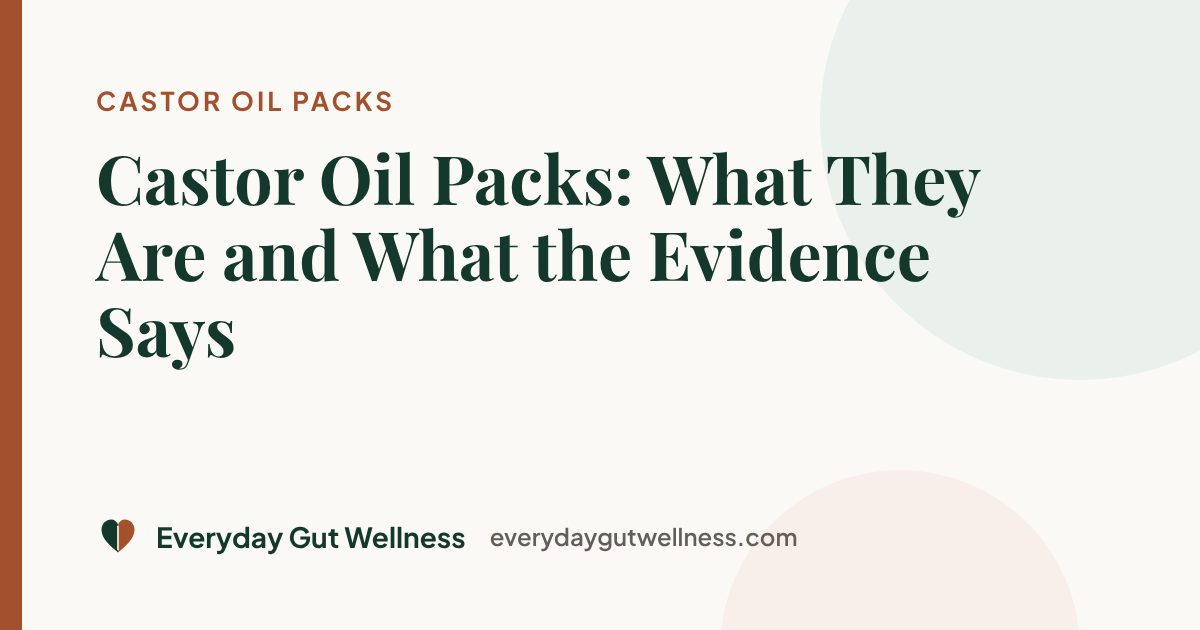 CASTOR OIL PACKS
Castor Oil Packs: What They
Are and What the Evidence
Says
Everyday Gut Wellness everydaygutwellness.com